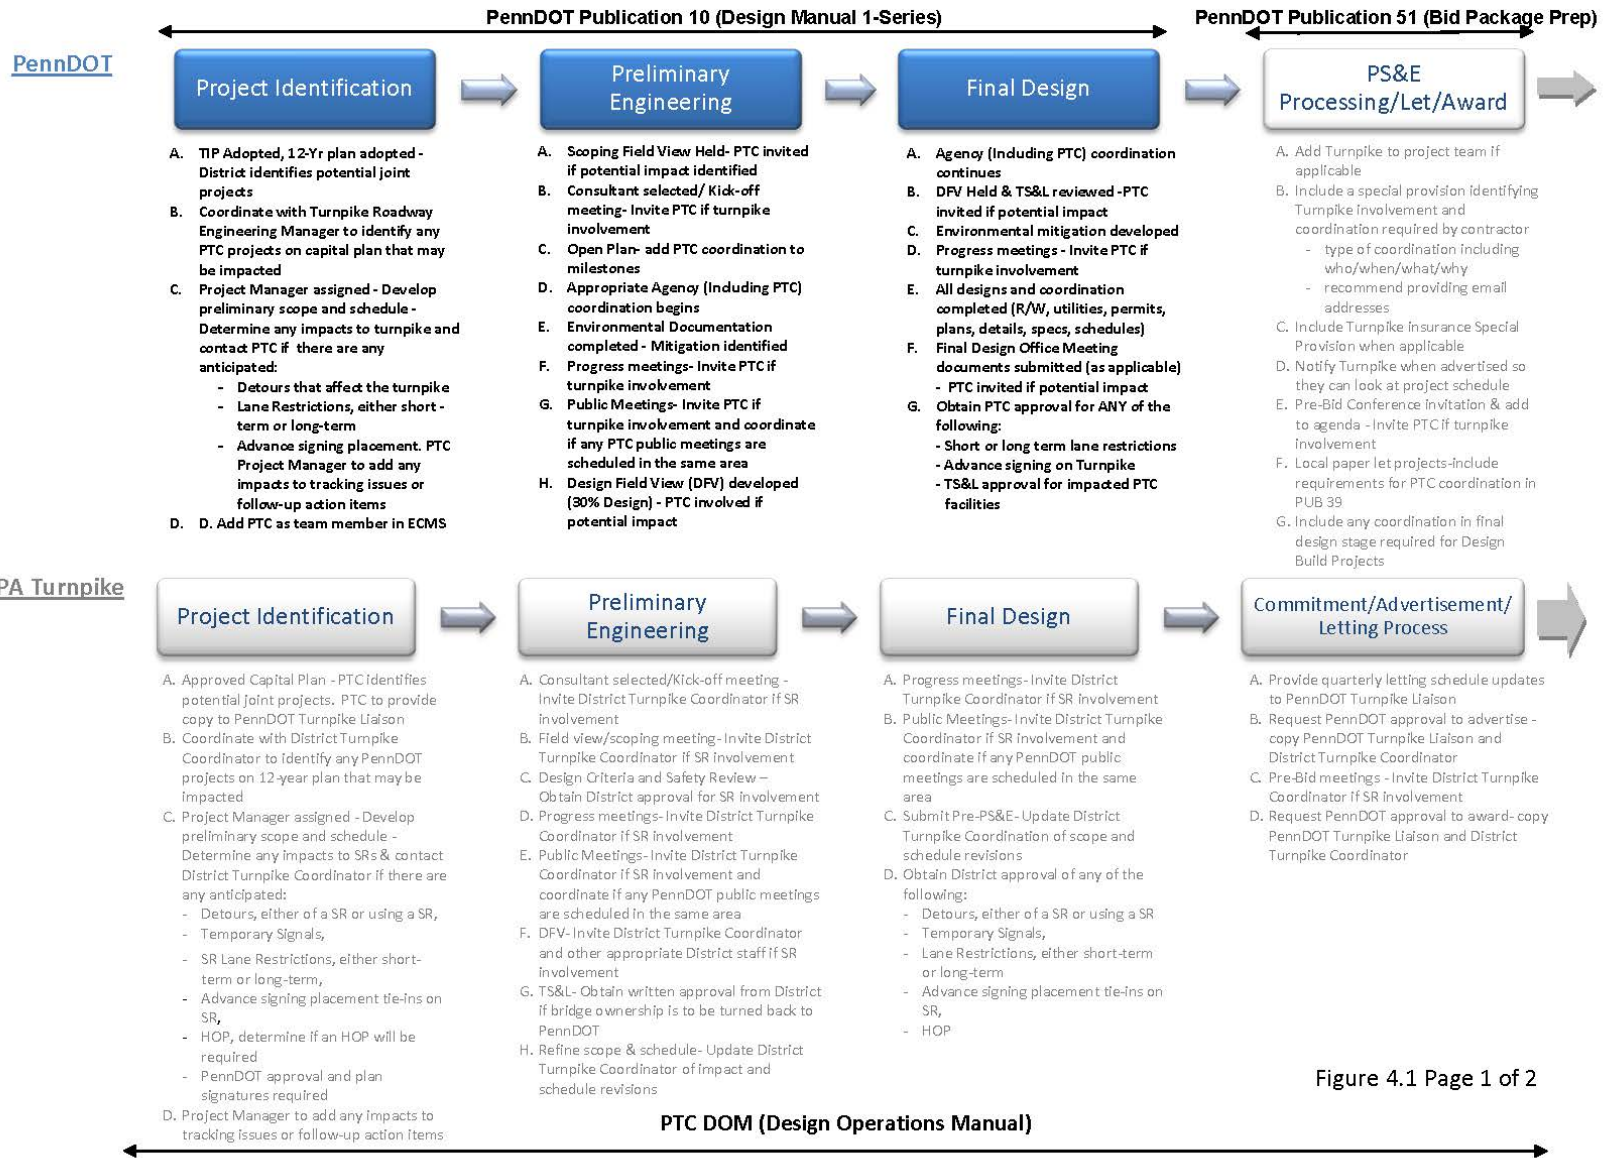 PennDOT Publication 10 (Design Manual 1-Series)
PennDOT Publication 51 (Bid Package Prep)
PennDOT
Project Identification
A. TIP Adopted, 12-Yr plan adopted -
District identifies potential joint
projects
B. Coordinate with Turnpike Roadway
Engineering Manager to identify any
PTC projects on capital plan that may
be impacted
C. Project Manager assigned - Develop
preliminary scope and schedule -
Determine any impacts to turnpike and
contact PTC if there are any
anticipated:
- Detours that affect the turnpike
- Lane Restrictions, either short -
term or long-term
- Advance signing placement. PTC
Project Manager to add any
impacts to tracking issues or
follow-up action items
D. D. Add PTC as team member in ECMS
Preliminary
Engineering
A. Scoping Field View Held- PTC invited
if potential impact identified
B. Consultant selected/ Kick-off
meeting- Invite PTC if turnpike
involvement
C. Open Plan- add PTC coordination to
milestones
D. Appropriate Agency (Including PTC)
coordination begins
E. Environmental Documentation
completed - Mitigation identified
F. Progress meetings- Invite PTC if
turnpike involvement
G. Public Meetings- Invite PTC if
turnpike involvement and coordinate
if any PTC public meetings are
scheduled in the same area
H. Design Field View (DFV) developed
(30% Design) - PTC involved if
potential impact
Final Design
A. Agency (Including PTC) coordination
continues
B. DFV Held & TS&L reviewed -PTC
invited if potential impact
C. Environmental mitigation developed
D. Progress meetings - Invite PTC if
turnpike involvement
E. All designs and coordination
completed (R/W, utilities, permits,
plans, details, specs, schedules)
F. Final Design Office Meeting
documents submitted (as applicable)
- PTC invited if potential impact
G. Obtain PTC approval for ANY of the
following:
- Short or long term lane restrictions
- Advance signing on Turnpike
- TS&L approval for impacted PTC
facilities
PS&E
Processing/Let/Award
A. Add Turnpike to project team if
applicable
B. Include a special provision identifying
Turnpike involvement and
coordination required by contractor
- type of coordination including
who/when/what/why
- recommend providing email
addresses
C. Include Turnpike insurance Special
Provision when applicable
D. Notify Turnpike when advertised so
they can look at project schedule
E. Pre-Bid Conference invitation & add
to agenda - Invite PTC if turnpike
involvement
F. Local paper let projects-include
requirements for PTC coordination in
PUB 39
G. Include any coordination in final
design stage required for Design
Build Projects
PA Turnpike
Project Identification
A. Approved Capital Plan - PTC identifies
potential joint projects. PTC to provide
copy to PennDOT Turnpike Liaison
B. Coordinate with District Turnpike
Coordinator to identify any PennDOT
projects on 12-year plan that may be
impacted
C. Project Manager assigned - Develop
preliminary scope and schedule -
Determine any impacts to SRs & contact
District Turnpike Coordinator if there are
any anticipated:
- Detours, either of a SR or using a SR,
- Temporary Signals,
- SR Lane Restrictions, either short-
term or long-term,
- Advance signing placement tie-ins on
SR,
- HOP, determine if an HOP will be
required
- PennDOT approval and plan
signatures required
D. Project Manager to add any impacts to
tracking issues or follow-up action items
Preliminary
Engineering
A. Consultant selected/Kick-off meeting -
Invite District Turnpike Coordinator if SR
involvement
B. Field view/scoping meeting- Invite District
Turnpike Coordinator if SR involvement
C. Design Criteria and Safety Review –
Obtain District approval for SR involvement
D. Progress meetings- Invite District Turnpike
Coordinator if SR involvement
E. Public Meetings- Invite District Turnpike
Coordinator if SR involvement and
coordinate if any PennDOT public meetings
are scheduled in the same area
F. DFV- Invite District Turnpike Coordinator
and other appropriate District staff if SR
involvement
G. TS&L- Obtain written approval from District
if bridge ownership is to be turned back to
PennDOT
H. Refine scope & schedule- Update District
Turnpike Coordinator of impact and
schedule revisions
Final Design
A. Progress meetings- Invite District
Turnpike Coordinator if SR involvement
B. Public Meetings- Invite District Turnpike
Coordinator if SR involvement and
coordinate if any PennDOT public
meetings are scheduled in the same
area
C. Submit Pre-PS&E- Update District
Turnpike Coordination of scope and
schedule revisions
D. Obtain District approval of any of the
following:
- Detours, either of a SR or using a SR
- Temporary Signals,
- Lane Restrictions, either short-term
or long-term
- Advance signing placement tie-ins on
SR,
- HOP
Commitment/Advertisement/
Letting Process
A. Provide quarterly letting schedule updates
to PennDOT Turnpike Liaison
B. Request PennDOT approval to advertise -
copy PennDOT Turnpike Liaison and
District Turnpike Coordinator
C. Pre-Bid meetings - Invite District Turnpike
Coordinator if SR involvement
D. Request PennDOT approval to award- copy
PennDOT Turnpike Liaison and District
Turnpike Coordinator
Figure 4.1 Page 1 of 2
PTC DOM (Design Operations Manual)